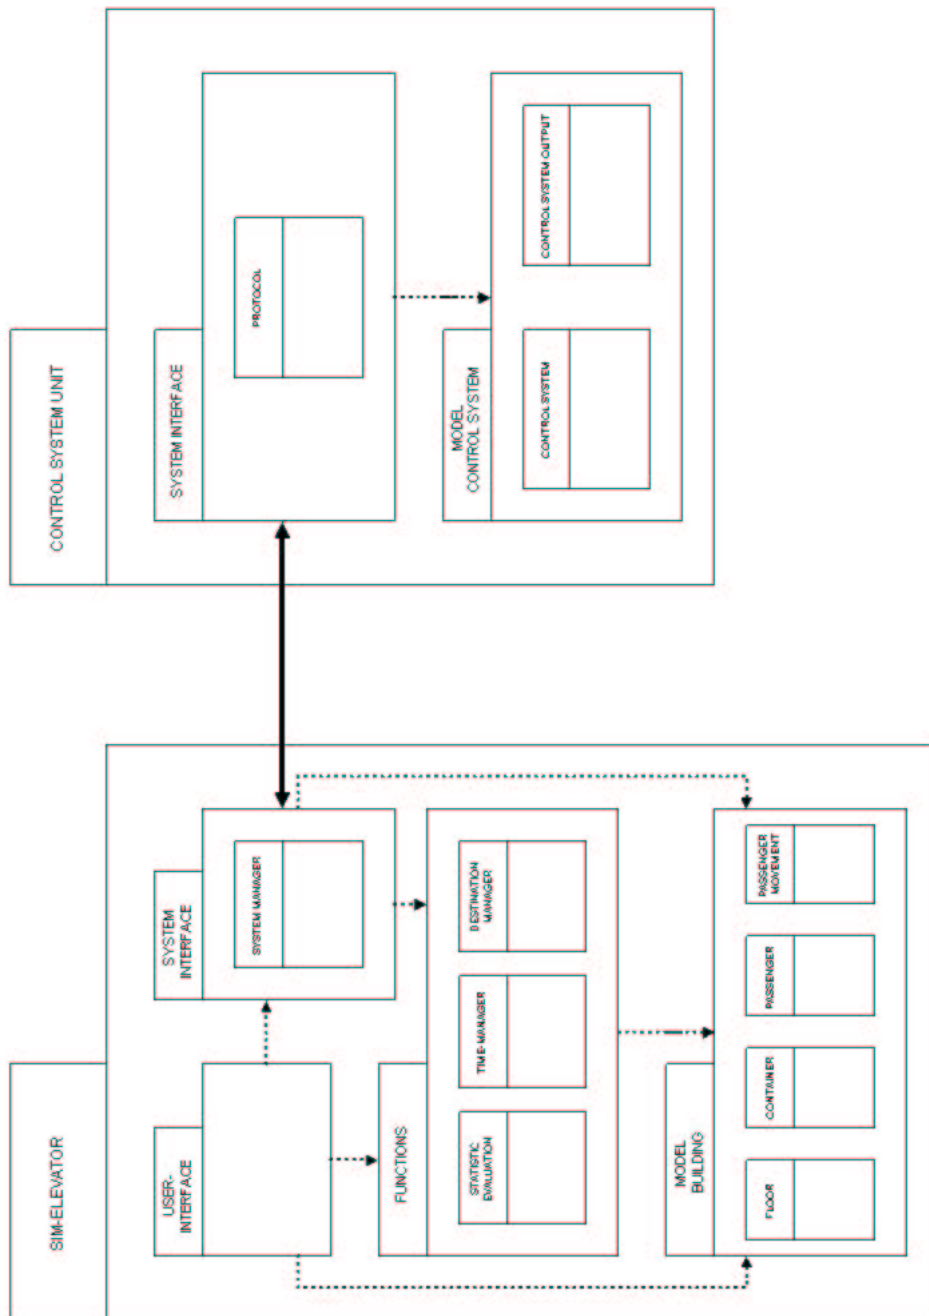 SIM-ELEVATOR
USER-
INTERFACE
SYSTEM
INTERFACE
SYSTEM MANAGER
FUNCTIONS
STATISTIC
EVALUATION
TIME-MANAGER
DESTINATION
MANAGER
MODEL
BUILDING
FLOOR
CONTAINER
PASSENGER
PASSENGER
MOVEMENT
CONTROL SYSTEM UNIT
SYSTEM INTERFACE
PROTOCOL
MODEL
CONTROL SYSTEM
CONTROL SYSTEM
CONTROL SYSTEM OUTPUT